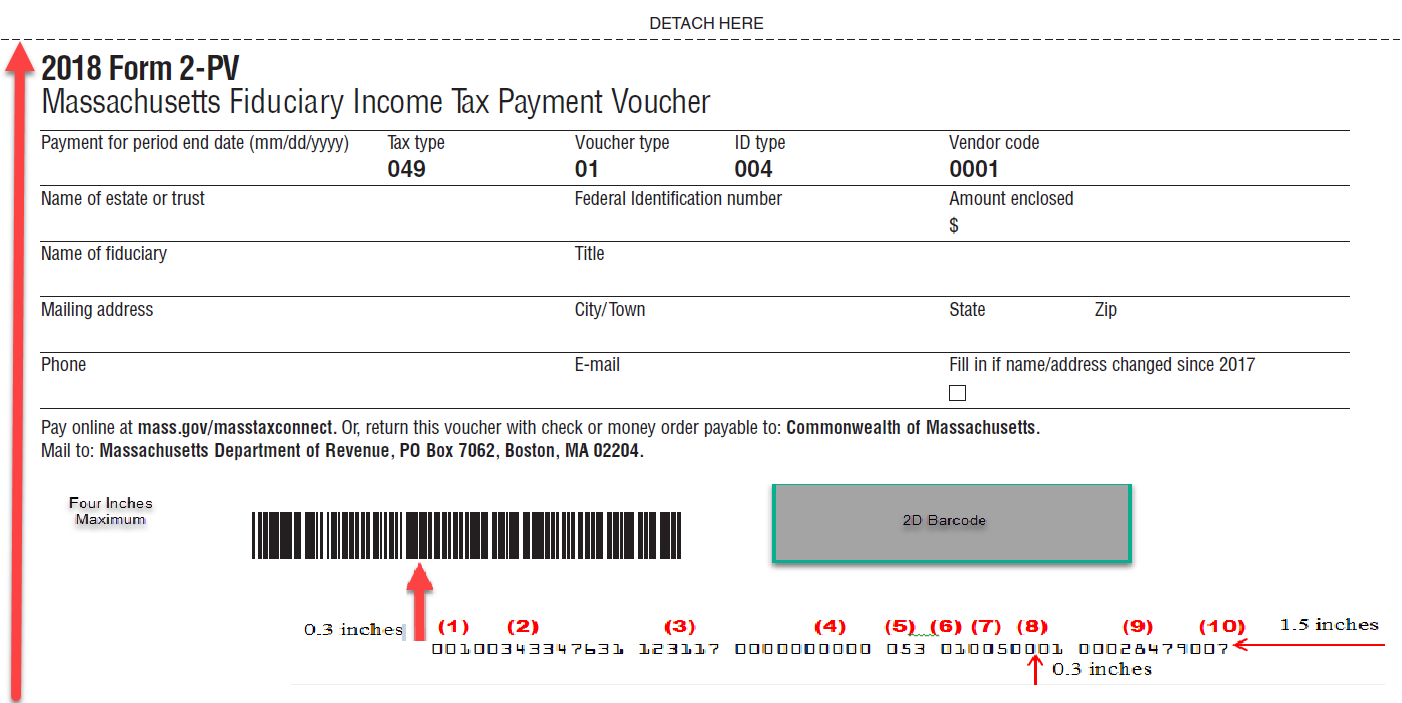 DETACH HERE
2018 Form 2-PV
Massachusetts Fiduciary Income Tax Payment Voucher
Payment for period end date (mm/dd/yyyy) Tax type Voucher type ID type Vendor code
049 01 004 0001
Name of estate or trust Federal Identification number Amount enclosed
$
Name of fiduciary Title
Mailing address City/Town State Zip
Phone E-mail Fill in if name/address changed since 2017
Pay online at mass.gov/masstaxconnect. Or, return this voucher with check or money order payable to: Commonwealth of Massachusetts.
Mail to: Massachusetts Department of Revenue, PO Box 7062, Boston, MA 02204.
Four Inches
Maximum
2D Barcode
0.3 inches (1) (2) (3) (4) (5) (6) (7) (8) (9) (10) 1.5 inches
00100343347631 123117 0000000000 053 0100500001 00028479007
0.3 inches